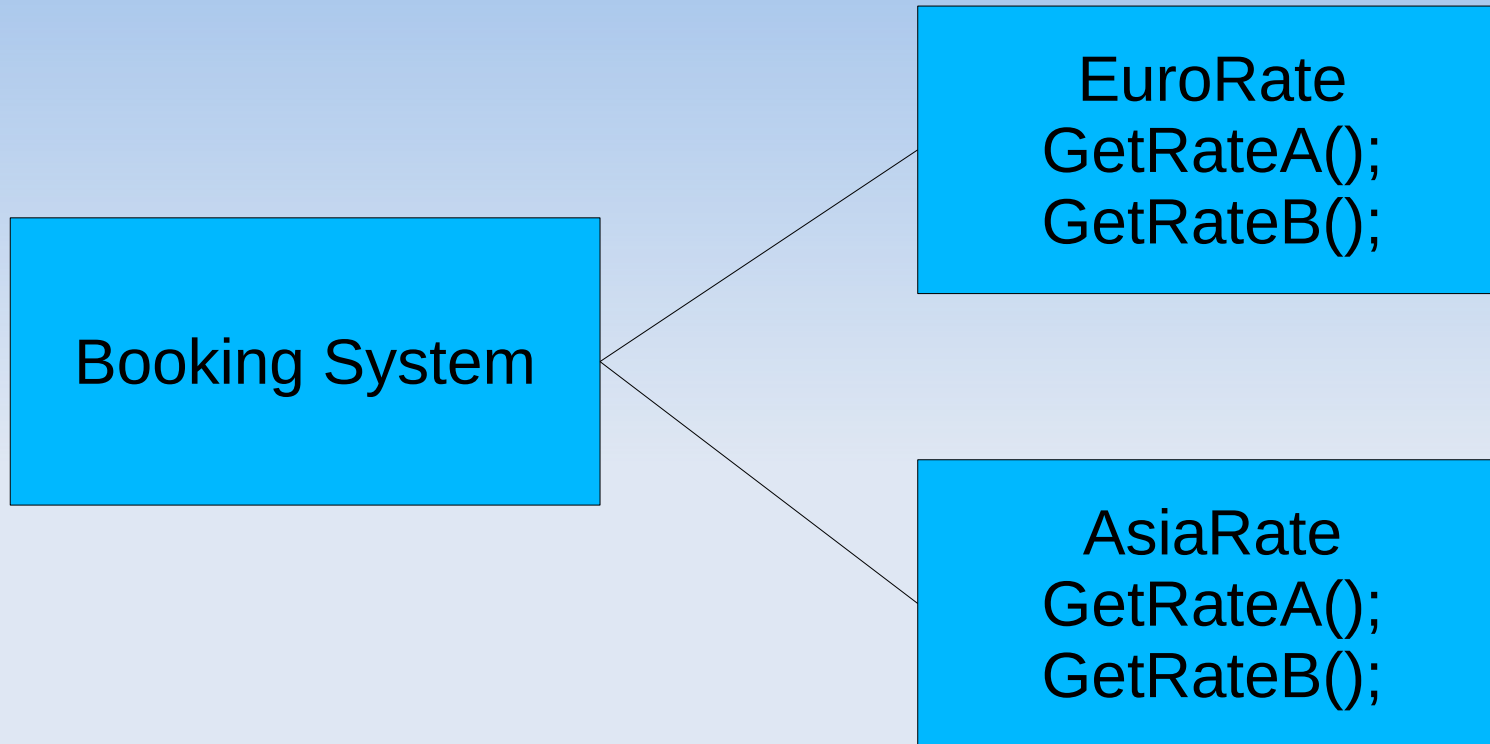 Booking System
EuroRate
GetRateA();
GetRateB();
AsiaRate
GetRateA();
GetRateB();